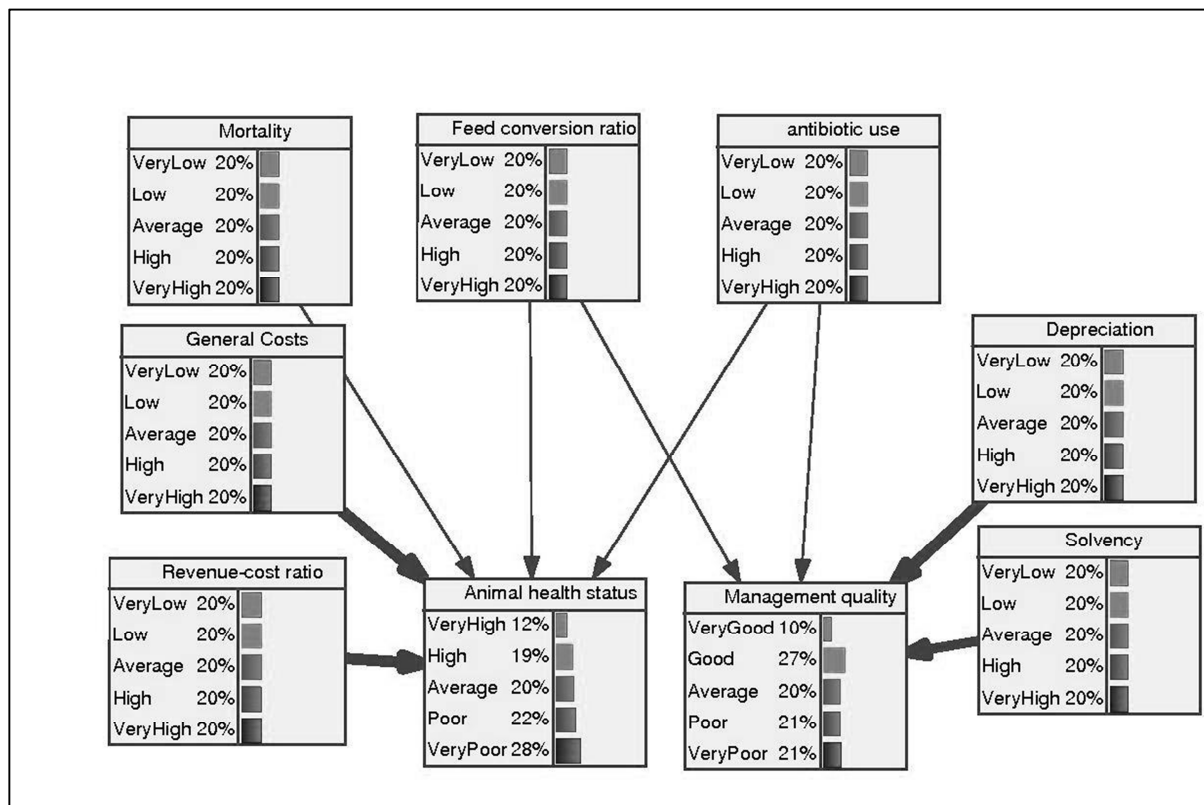 Mortality
VeryLow 20%
Low 20%
Average 20%
High 20%
VeryHigh 20%
Feed conversion ratio
VeryLow 20%
Low 20%
Average 20%
High 20%
VeryHigh 20%
antibiotic use
VeryLow 20%
Low 20%
Average 20%
High 20%
VeryHigh 20%
General Costs
VeryLow 20%
Low 20%
Average 20%
High 20%
VeryHigh 20%
Depreciation
VeryLow 20%
Low 20%
Average 20%
High 20%
VeryHigh 20%
Revenue-cost ratio
VeryLow 20%
Low 20%
Average 20%
High 20%
VeryHigh 20%
Animal health status
VeryHigh 12%
High 19%
Average 20%
Poor 22%
VeryPoor 28%
Management quality
VeryGood 10%
Good 27%
Average 20%
Poor 21%
VeryPoor 21%
Solvency
VeryLow 20%
Low 20%
Average 20%
High 20%
VeryHigh 20%